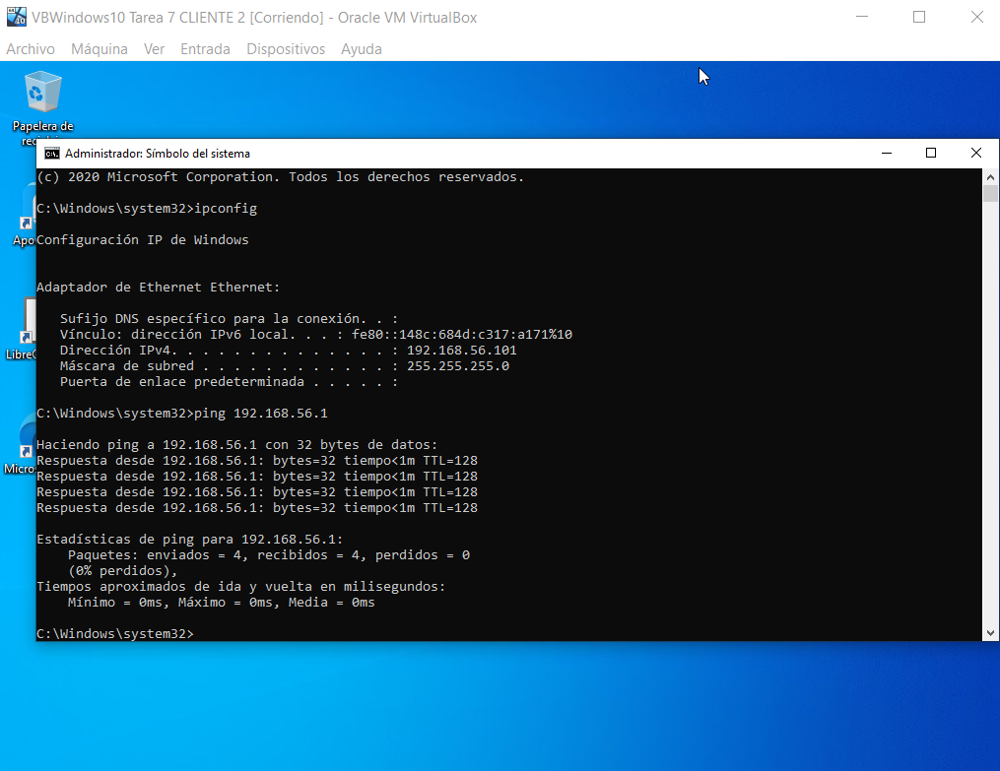 VBWindows10 Tarea 7 CLIENTE 2 [Corriendo] - Oracle VM VirtualBox
Archivo Máquina Ver Entrada Dispositivos Ayuda
Papelera de
Administrador: Símbolo del sistema
(c) 2020 Microsoft Corporation. Todos los derechos reservados.
C:\Windows\system32>ipconfig
Configuración IP de Windows
Adaptador de Ethernet Ethernet:
Sufijo DNS específico para la conexión. . :
Vínculo: dirección IPv6 local. . . : fe80::148c:684d:c317:a171%10
Dirección IPv4. . . . . . . . . . . . . . : 192.168.56.101
Máscara de subred . . . . . . . . . . . . : 255.255.255.0
Puerta de enlace predeterminada . . . . . :
C:\Windows\system32>ping 192.168.56.1
Haciendo ping a 192.168.56.1 con 32 bytes de datos:
Respuesta desde 192.168.56.1: bytes=32 tiempo<1m TTL=128
Respuesta desde 192.168.56.1: bytes=32 tiempo<1m TTL=128
Respuesta desde 192.168.56.1: bytes=32 tiempo<1m TTL=128
Respuesta desde 192.168.56.1: bytes=32 tiempo<1m TTL=128
Estadísticas de ping para 192.168.56.1:
Paquetes: enviados = 4, recibidos = 4, perdidos = 0
(0% perdidos),
Tiempos aproximados de ida y vuelta en milisegundos:
Mínimo = 0ms, Máximo = 0ms, Media = 0ms
C:\Windows\system32>